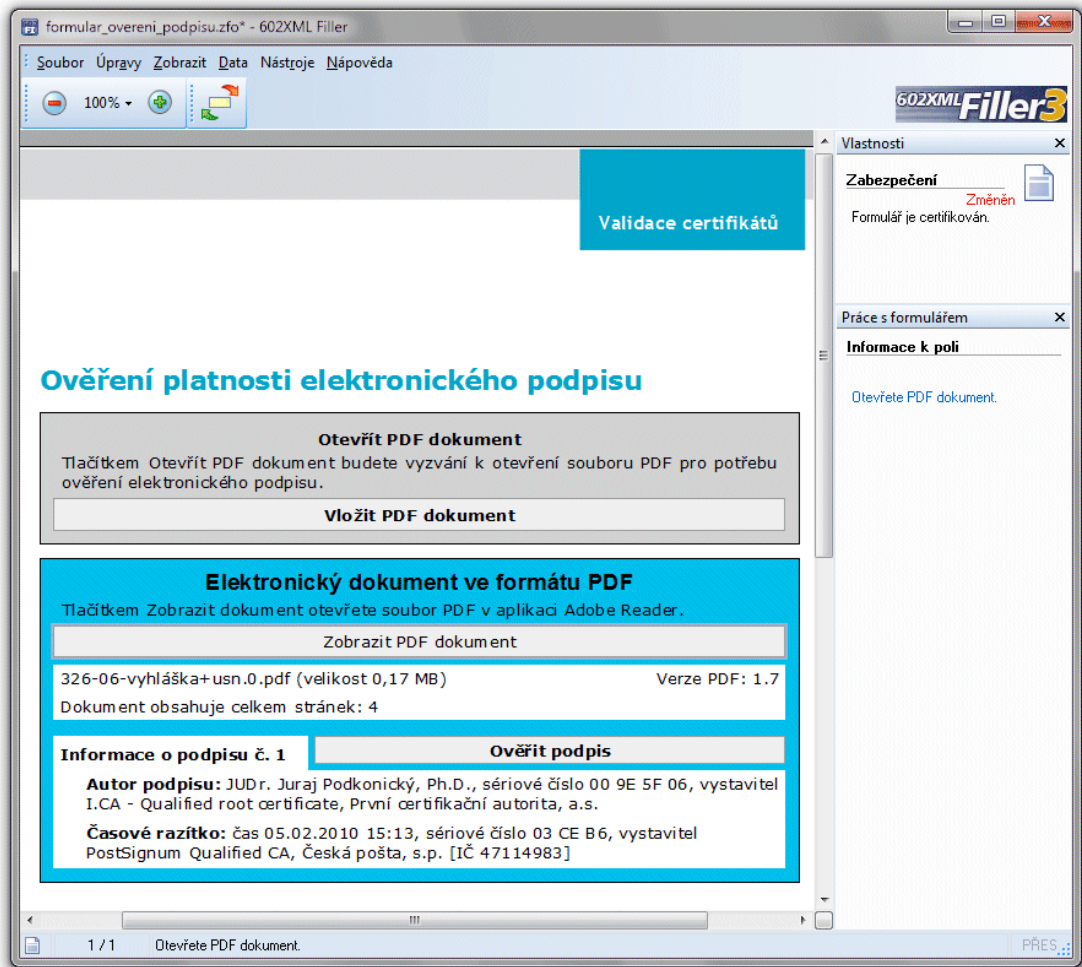 formular_overeni_podpisu.zfo* - 602XML Filler
Soubor Úpravy Zobrazit Data Nástroje Nápověda
100%
602XML Filler3
Validace certifikátů
Ověření platnosti elektronického podpisu
Otevřít PDF dokument
Tlačítkem Otevřít PDF dokument budete vyzvání k otevření souboru PDF pro potřebu
ověření elektronického podpisu.
Vložit PDF dokument
Elektronický dokument ve formátu PDF
Tlačítkem Zobrazit dokument otevřete soubor PDF v aplikaci Adobe Reader.
Zobrazit PDF dokument
326-06-vyhláška+usn.0.pdf (velikost 0,17 MB) Verze PDF: 1.7
Dokument obsahuje celkem stránek: 4
Informace o podpisu č. 1 Ověřit podpis
Autor podpisu: JUDr. Juraj Podkonický, Ph.D., sériové číslo 00 9E 5F 06, vystavitel
I.CA - Qualified root certificate, První certifikační autorita, a.s.
Časové razítko: čas 05.02.2010 15:13, sériové číslo 03 CE B6, vystavitel
PostSignum Qualified CA, Česká pošta, s.p. [IČ 47114983]
Vlastnosti
Zabezpečení
Změněn
Formulář je certifikován.
Práce s formulářem
Informace k poli
Otevřete PDF dokument.
1 / 1 Otevřete PDF dokument. PŘES